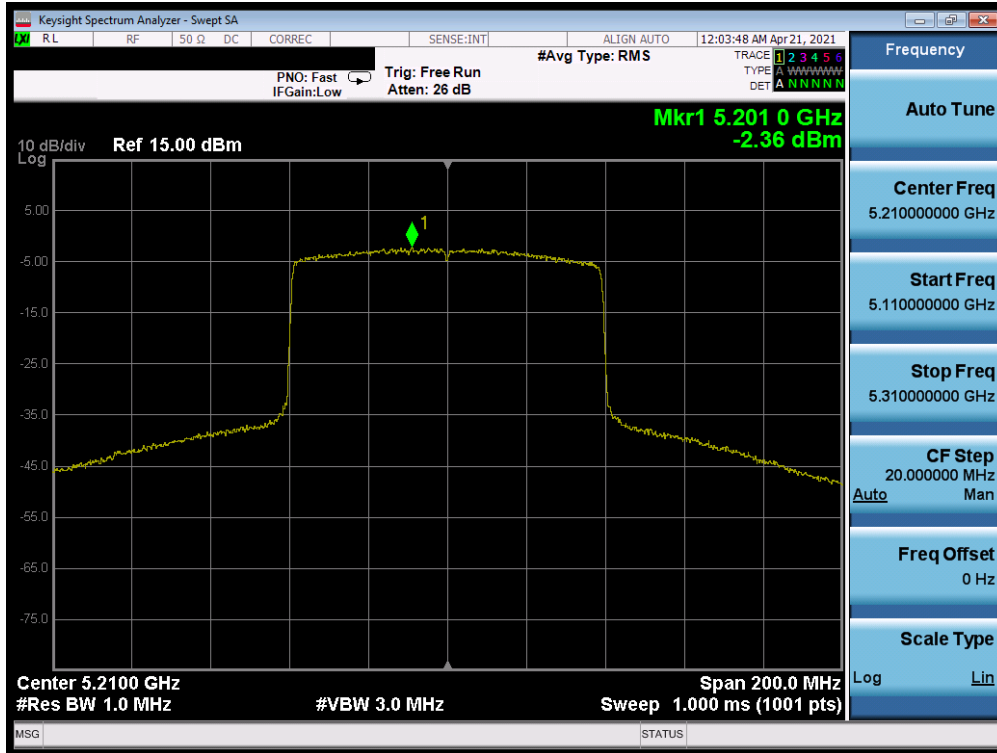 Keysight Spectrum Analyzer - Swept SA
LXI RL RF 50 Ω DC CORREC SENSE:INT ALIGN AUTO 12:03:48 AM Apr 21, 2021
#Avg Type: RMS
PNO: Fast
IFGain:Low
Trig: Free Run
Atten: 26 dB
TRACE 1 2 3 4 5 6
TYPE A WWWWW
DET A N N N N N
Mkr1 5.201 0 GHz
-2.36 dBm
10 dB/div Ref 15.00 dBm
Log
1
5.00
-5.00
-15.0
-25.0
-35.0
-45.0
-55.0
-65.0
-75.0
Center 5.2100 GHz Span 200.0 MHz
#Res BW 1.0 MHz #VBW 3.0 MHz Sweep 1.000 ms (1001 pts)
MSG STATUS
Frequency
Auto Tune
Center Freq
5.210000000 GHz
Start Freq
5.110000000 GHz
Stop Freq
5.310000000 GHz
CF Step
20.000000 MHz
Auto Man
Freq Offset
0 Hz
Scale Type
Log Lin